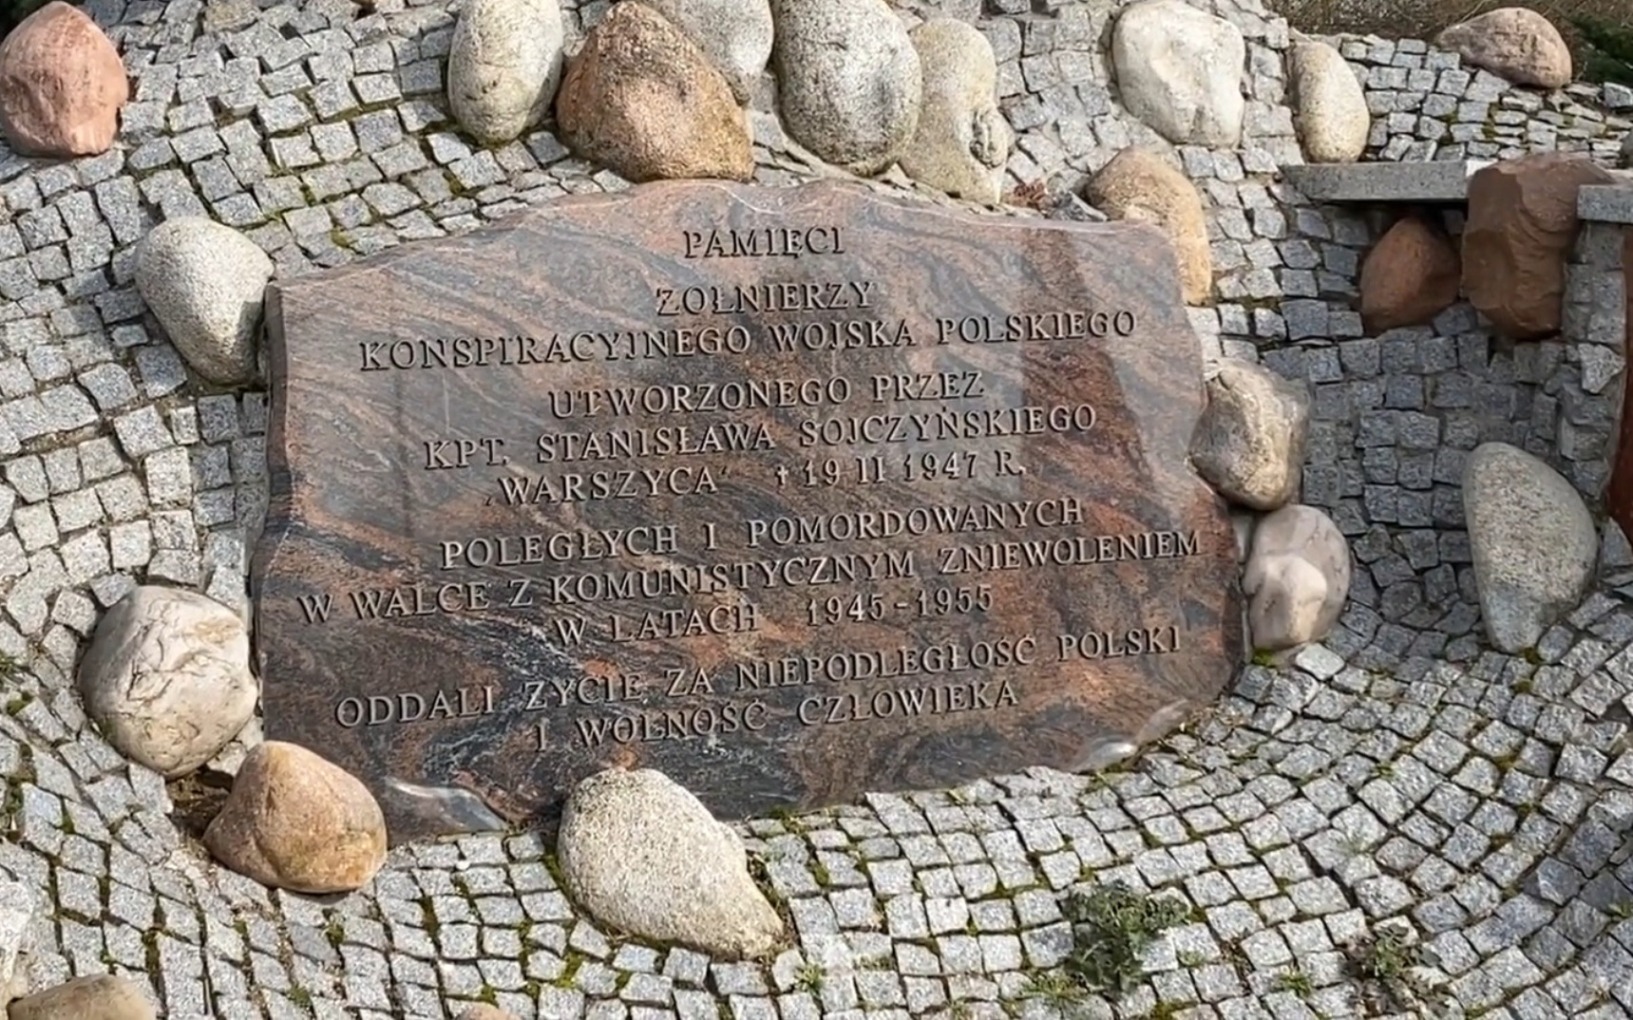 PAMIĘCI
ŻOŁNIERZY
KONSPIRACYJNEGO WOJSKA POLSKIEGO
UTWORZONEGO PRZEZ
KPT. STANISŁAWA SOJCZYŃSKIEGO
„WARSZYCA" † 19 II 1947 R.
POLEGŁYCH I POMORDOWANYCH
W WALCE Z KOMUNISTYCZNYM ZNIEWOLENIEM
W LATACH 1945-1955
ODDALI ŻYCIE ZA NIEPODLEGŁOŚĆ POLSKI
I WOLNOŚĆ CZŁOWIEKA